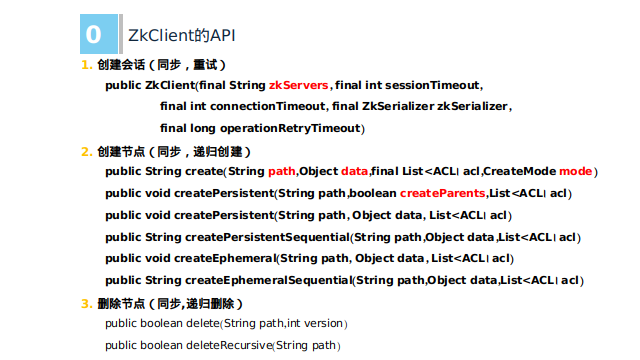 0 ZkClient的API
1. 创建会话（同步，重试）
public ZkClient(final String zkServers, final int sessionTimeout,
final int connectionTimeout, final ZkSerializer zkSerializer,
final long operationRetryTimeout)
2. 创建节点（同步，递归创建）
public String create(String path,Object data,final List<ACL> acl,CreateMode mode)
public void createPersistent(String path,boolean createParents,List<ACL> acl)
public void createPersistent(String path, Object data, List<ACL> acl)
public String createPersistentSequential(String path,Object data,List<ACL> acl)
public void createEphemeral(String path, Object data, List<ACL> acl)
public String createEphemeralSequential(String path,Object data,List<ACL> acl)
3. 删除节点（同步,递归删除）
public boolean delete(String path,int version)
public boolean deleteRecursive(String path)